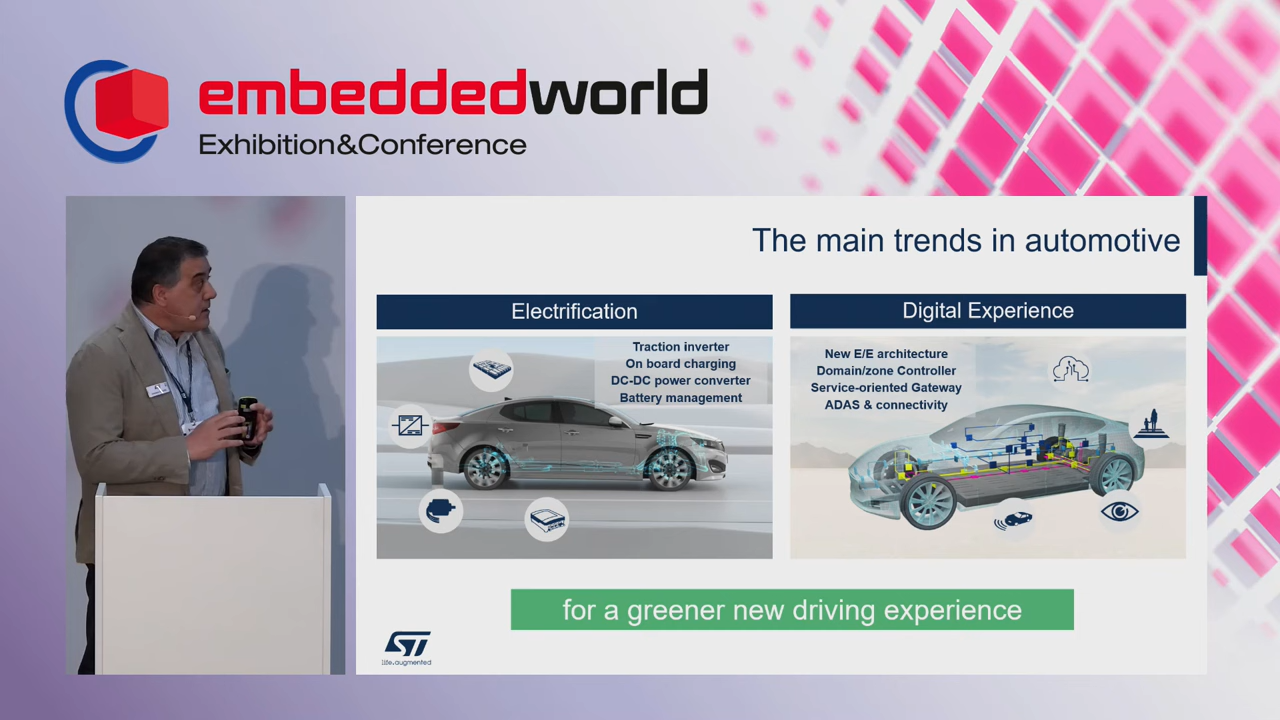 embeddedworld
Exhibition&Conference
The main trends in automotive
Electrification
Traction inverter
On board charging
DC-DC power converter
Battery management
Digital Experience
New E/E architecture
Domain/zone Controller
Service-oriented Gateway
ADAS & connectivity
for a greener new driving experience
ST
life.augmented